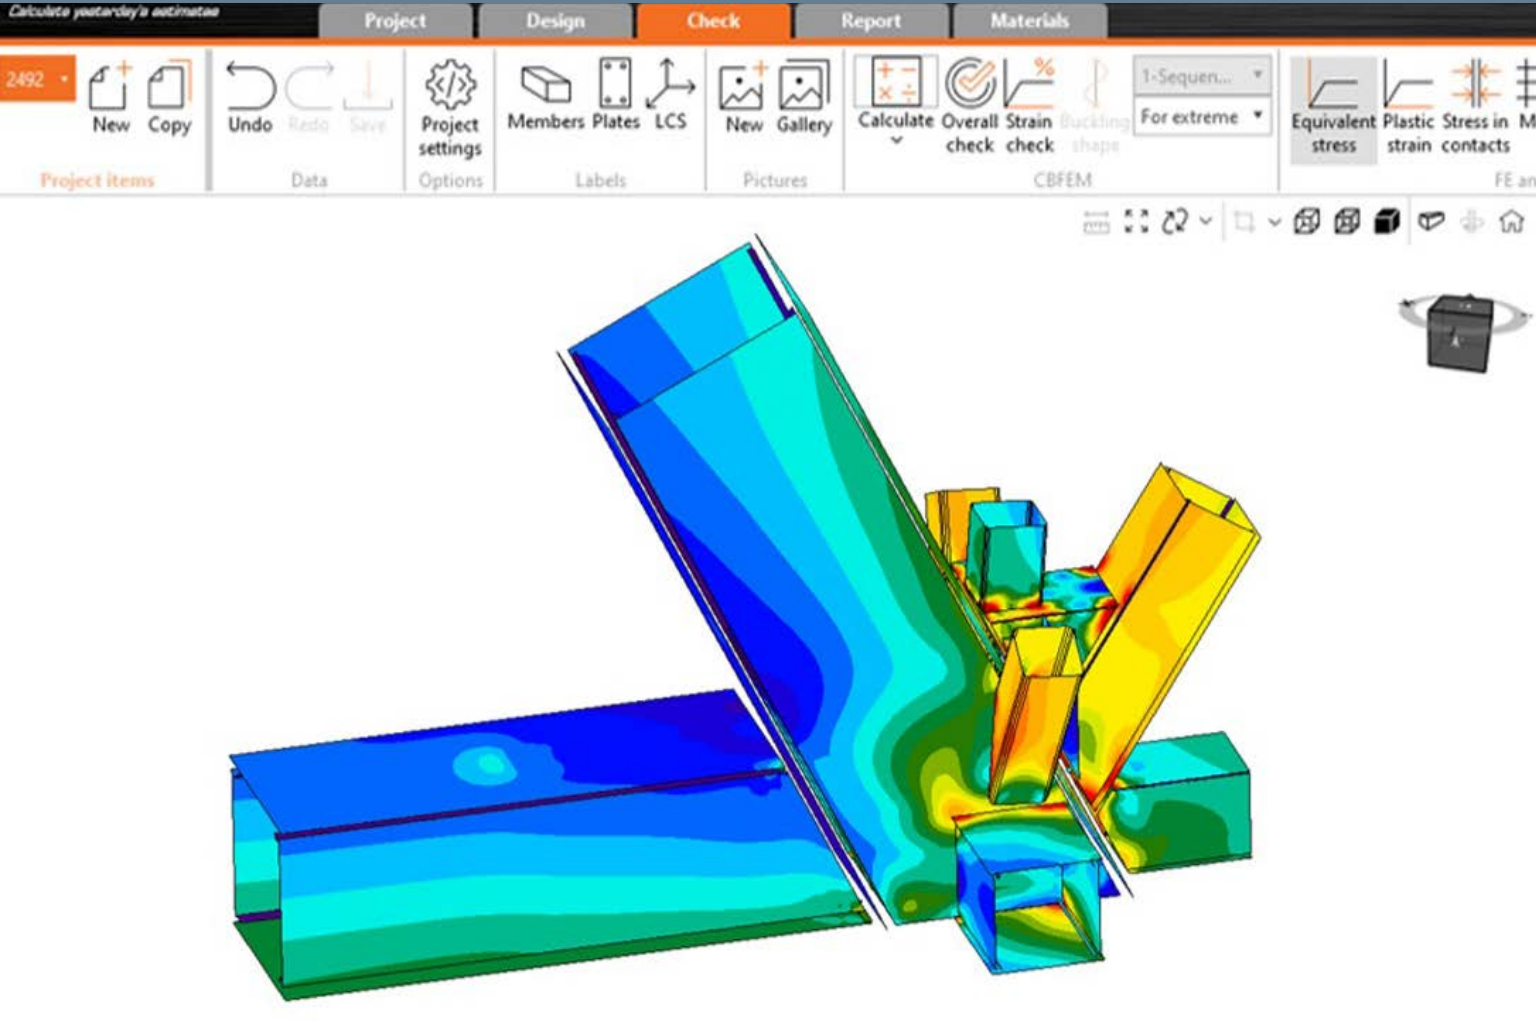 Calculate yesterday's estimates
Project Design Check Report Materials
2492
New Copy Undo Redo Save Project settings Members Plates LCS New Gallery Calculate Overall check Strain check Buckling shape
1-Sequen...
For extreme
Equivalent stress Plastic strain Stress in contacts M
Project items Data Options Labels Pictures CBFEM FE an